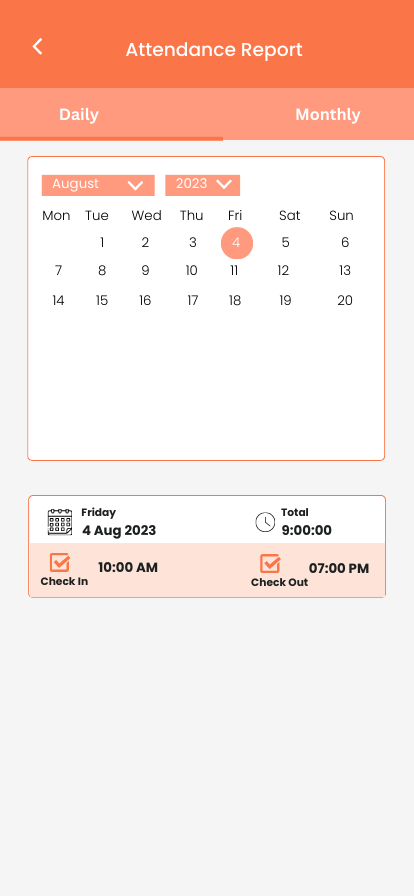 Attendance Report
Daily Monthly
August 2023
Mon Tue Wed Thu Fri Sat Sun
1 2 3 4 5 6
7 8 9 10 11 12 13
14 15 16 17 18 19 20
Friday Total
4 Aug 2023 9:00:00
10:00 AM 07:00 PM
Check In Check Out